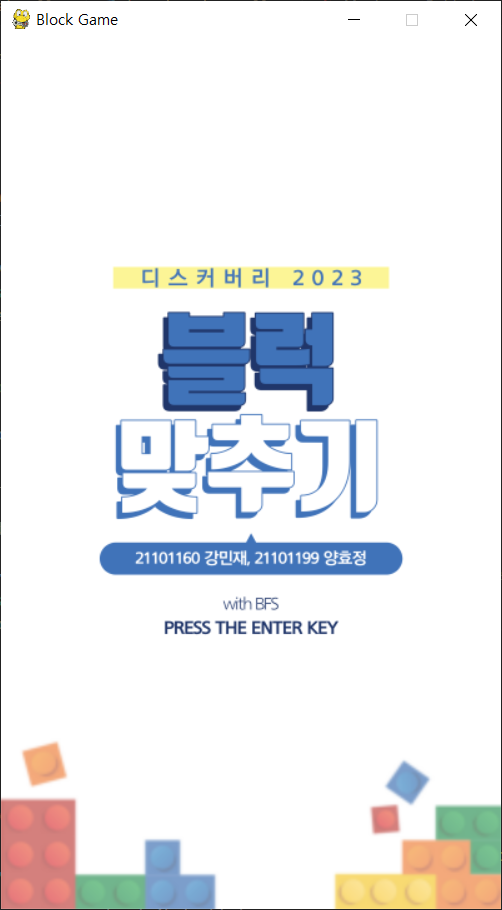 Block Game
디스커버리 2023
블럭
맞추기
21101160 강민재, 21101199 양효정
with BFS
PRESS THE ENTER KEY